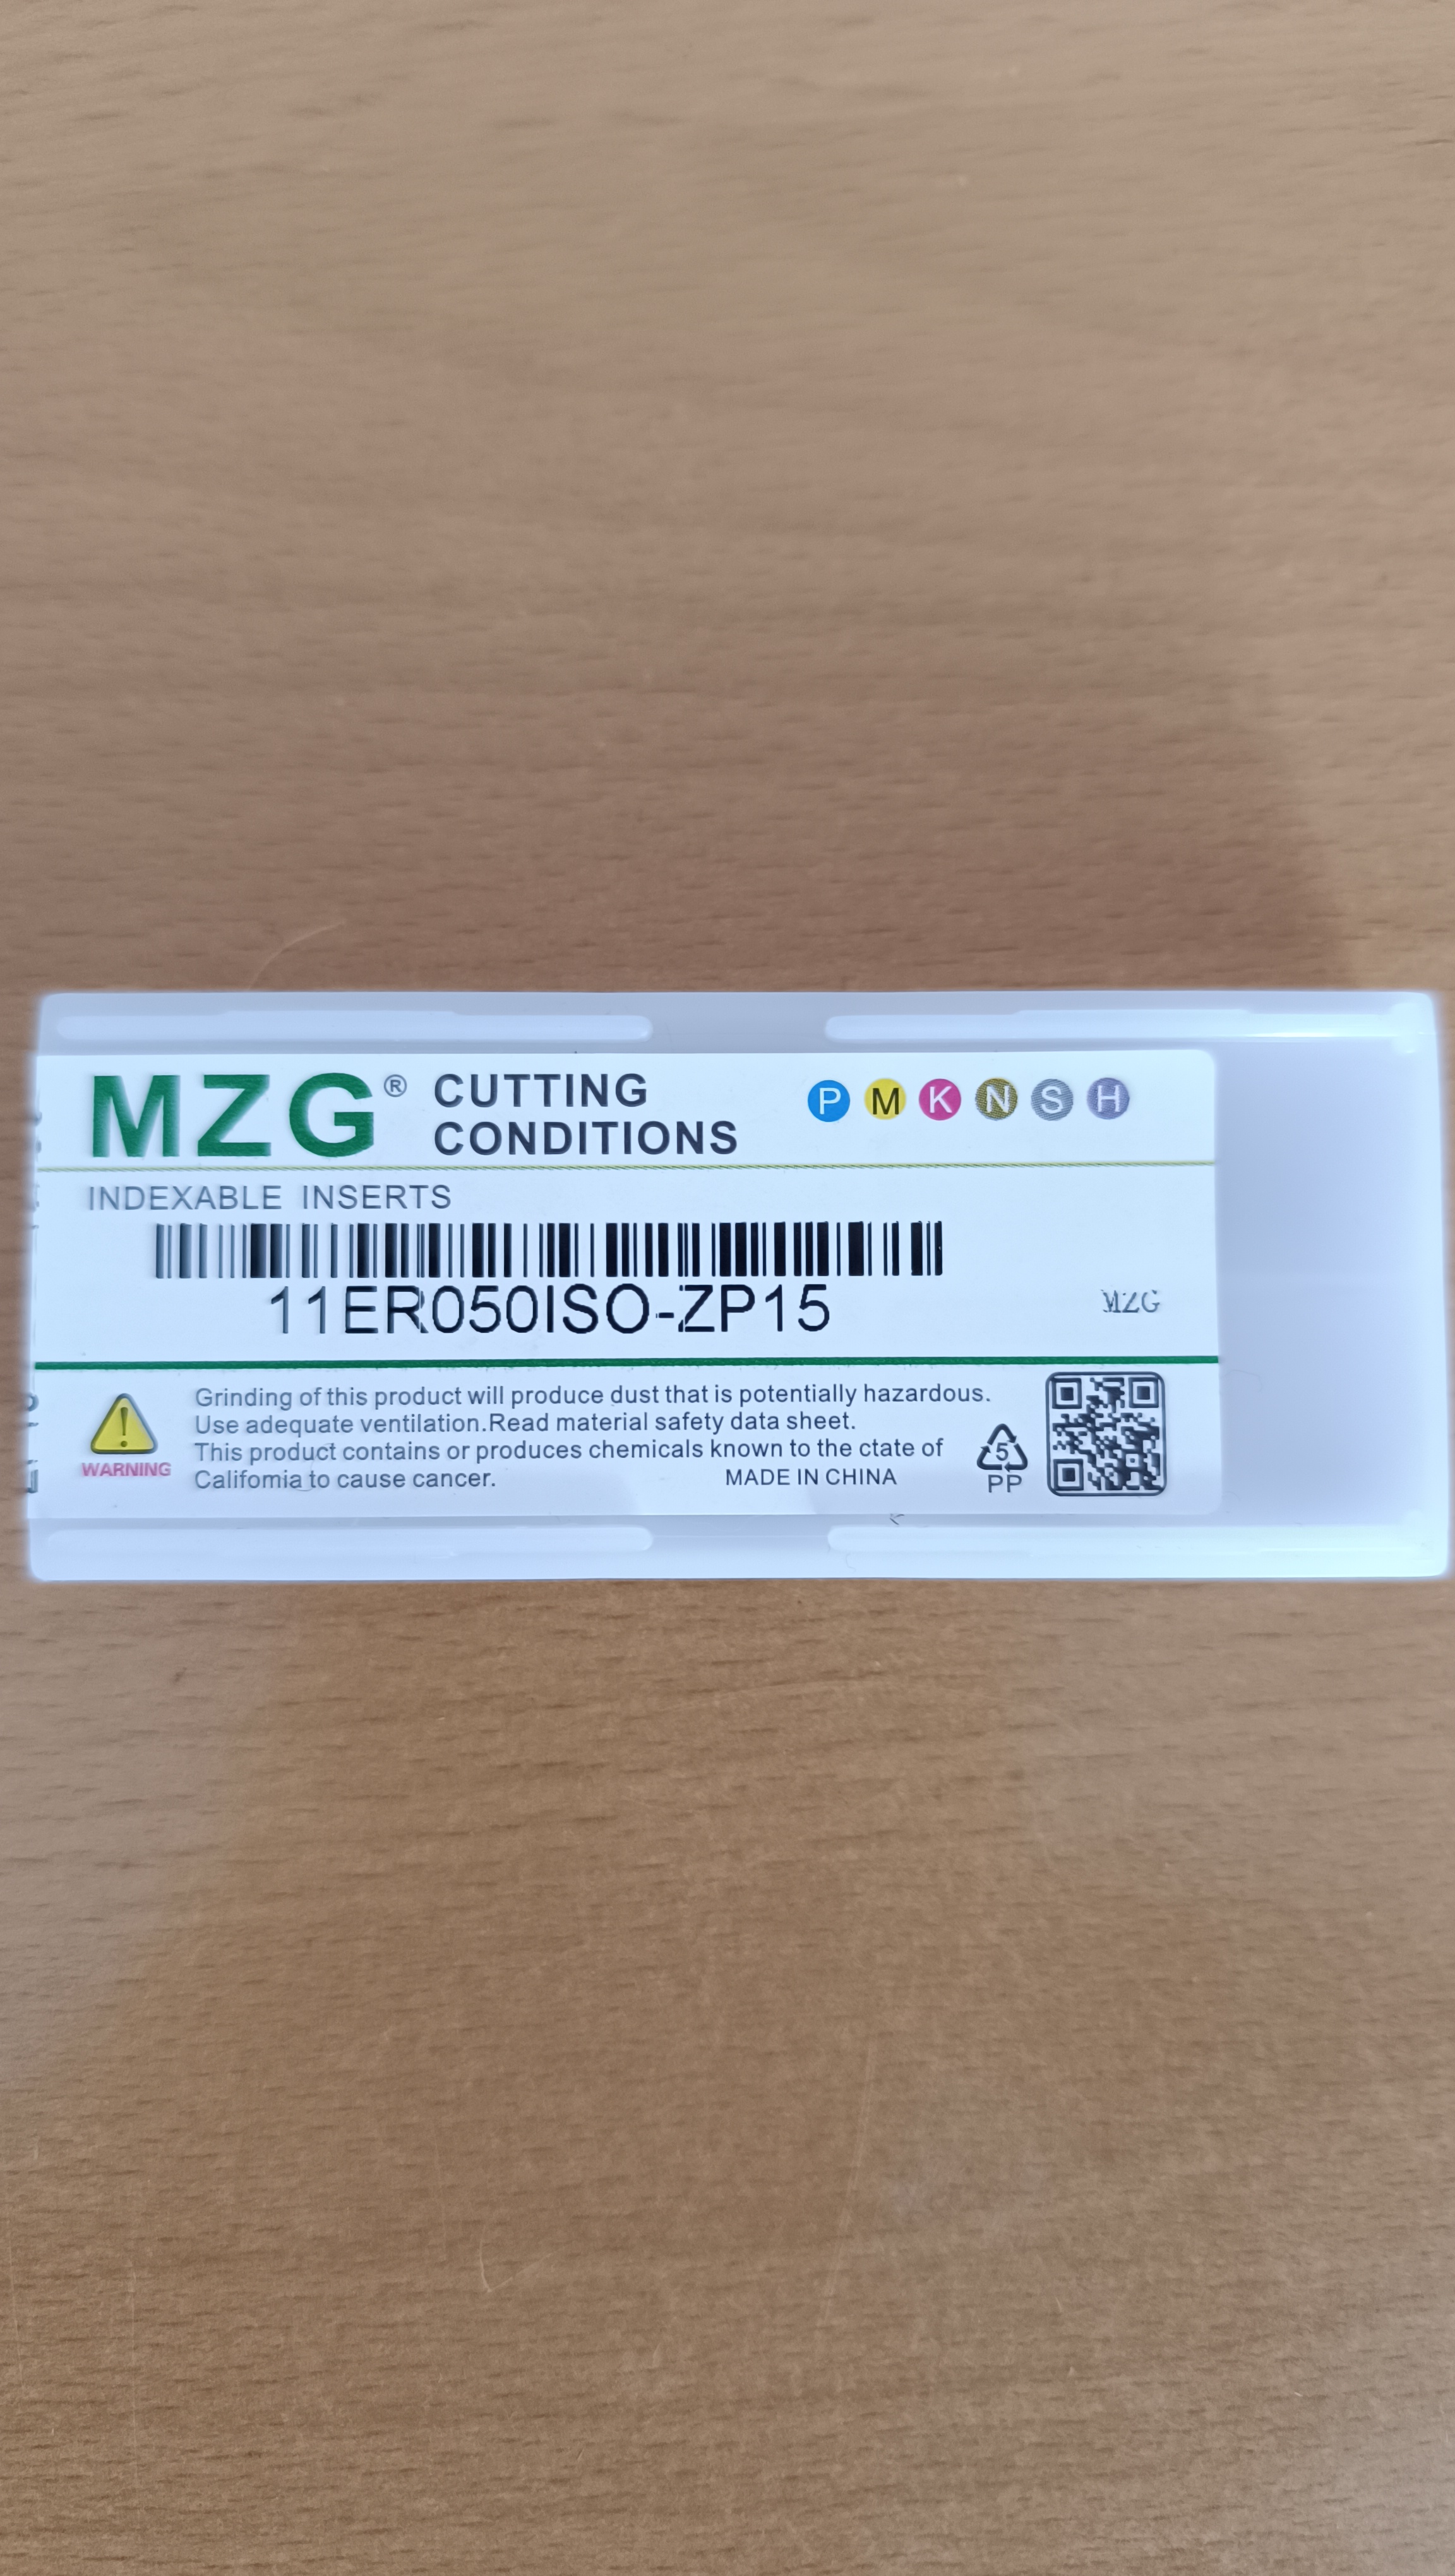 MZG® CUTTING CONDITIONS
P M K N S H
INDEXABLE INSERTS
11ER050ISO-ZP15
MZG
Grinding of this product will produce dust that is potentially hazardous.
Use adequate ventilation.Read material safety data sheet.
This product contains or produces chemicals known to the ctate of
Califomia to cause cancer.
MADE IN CHINA
WARNING
5
PP